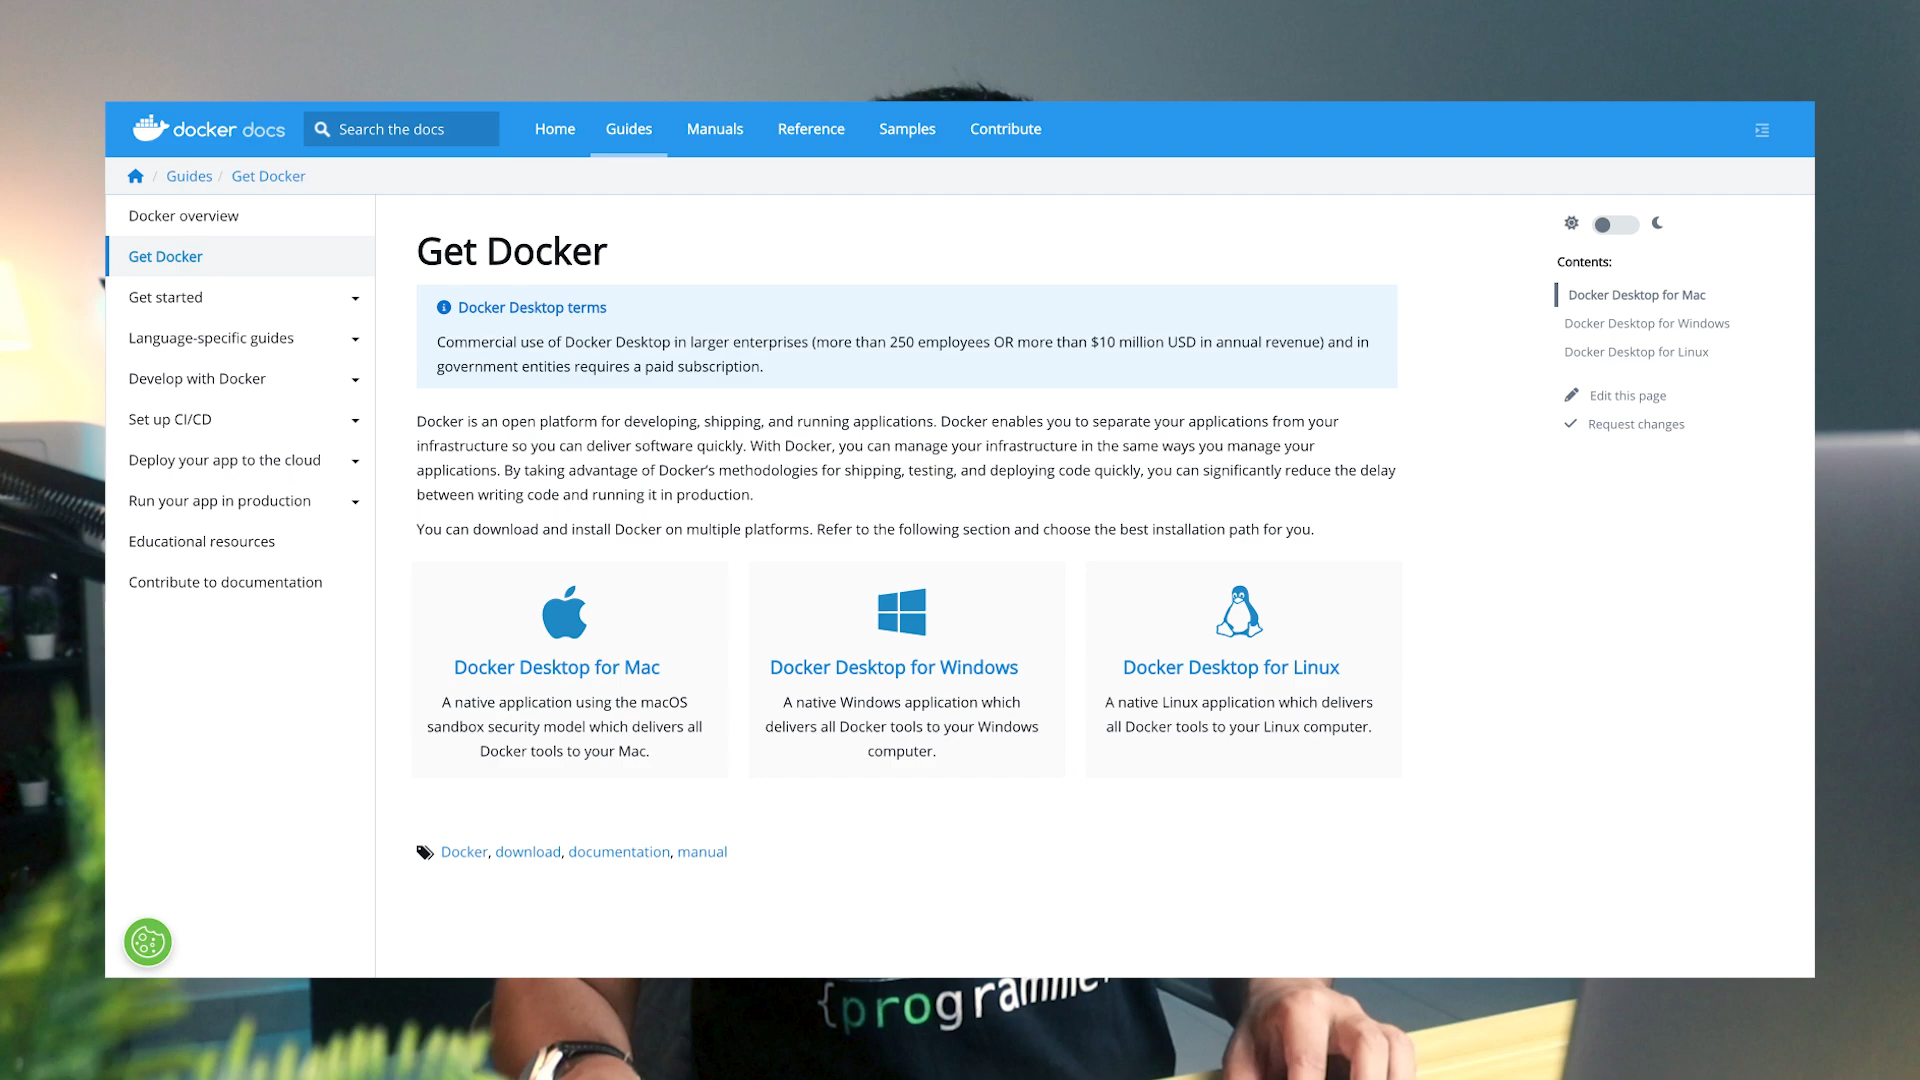 docker docs
Search the docs
Home
Guides
Manuals
Reference
Samples
Contribute
/ Guides / Get Docker
Docker overview
Get Docker
Get started
Language-specific guides
Develop with Docker
Set up CI/CD
Deploy your app to the cloud
Run your app in production
Educational resources
Contribute to documentation
Get Docker
Docker Desktop terms
Commercial use of Docker Desktop in larger enterprises (more than 250 employees OR more than $10 million USD in annual revenue) and in
government entities requires a paid subscription.
Docker is an open platform for developing, shipping, and running applications. Docker enables you to separate your applications from your
infrastructure so you can deliver software quickly. With Docker, you can manage your infrastructure in the same ways you manage your
applications. By taking advantage of Docker’s methodologies for shipping, testing, and deploying code quickly, you can significantly reduce the delay
between writing code and running it in production.
You can download and install Docker on multiple platforms. Refer to the following section and choose the best installation path for you.
Docker Desktop for Mac
A native application using the macOS
sandbox security model which delivers all
Docker tools to your Mac.
Docker Desktop for Windows
A native Windows application which
delivers all Docker tools to your Windows
computer.
Docker Desktop for Linux
A native Linux application which delivers
all Docker tools to your Linux computer.
Docker, download, documentation, manual
Contents:
Docker Desktop for Mac
Docker Desktop for Windows
Docker Desktop for Linux
Edit this page
Request changes
{programmer